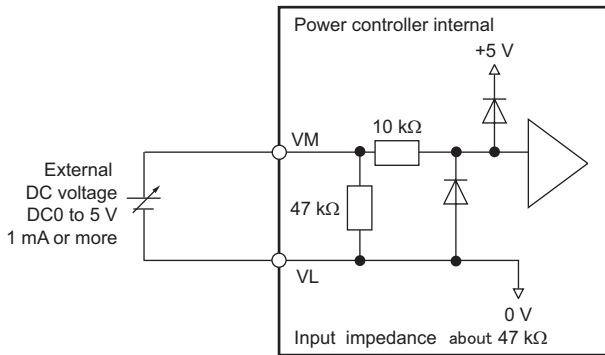 Power controller internal
+5 V
VM
10 kΩ
External
DC voltage
DC0 to 5 V
1 mA or more
47 kΩ
VL
0 V
Input impedance about 47 kΩ